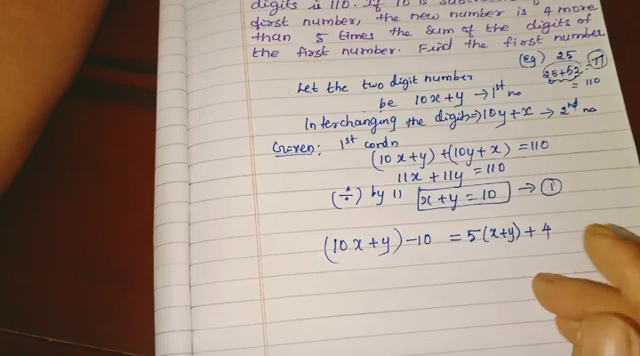 digits is 110. If 10 is
first number, the new number is 4 more
than 5 times the sum of the digits of
the first number. Find the first number
(Eg) 25
25+52 = 77
= 110
Let the two digit number
be 10x+y → 1st no
Interchanging the digits ⇒ 10y+x → 2nd no
Given: 1st condn
(10x+y) + (10y+x) = 110
11x + 11y = 110
(÷) by 11 x+y = 10 → ①
(10x+y) -10 = 5(x+y) + 4